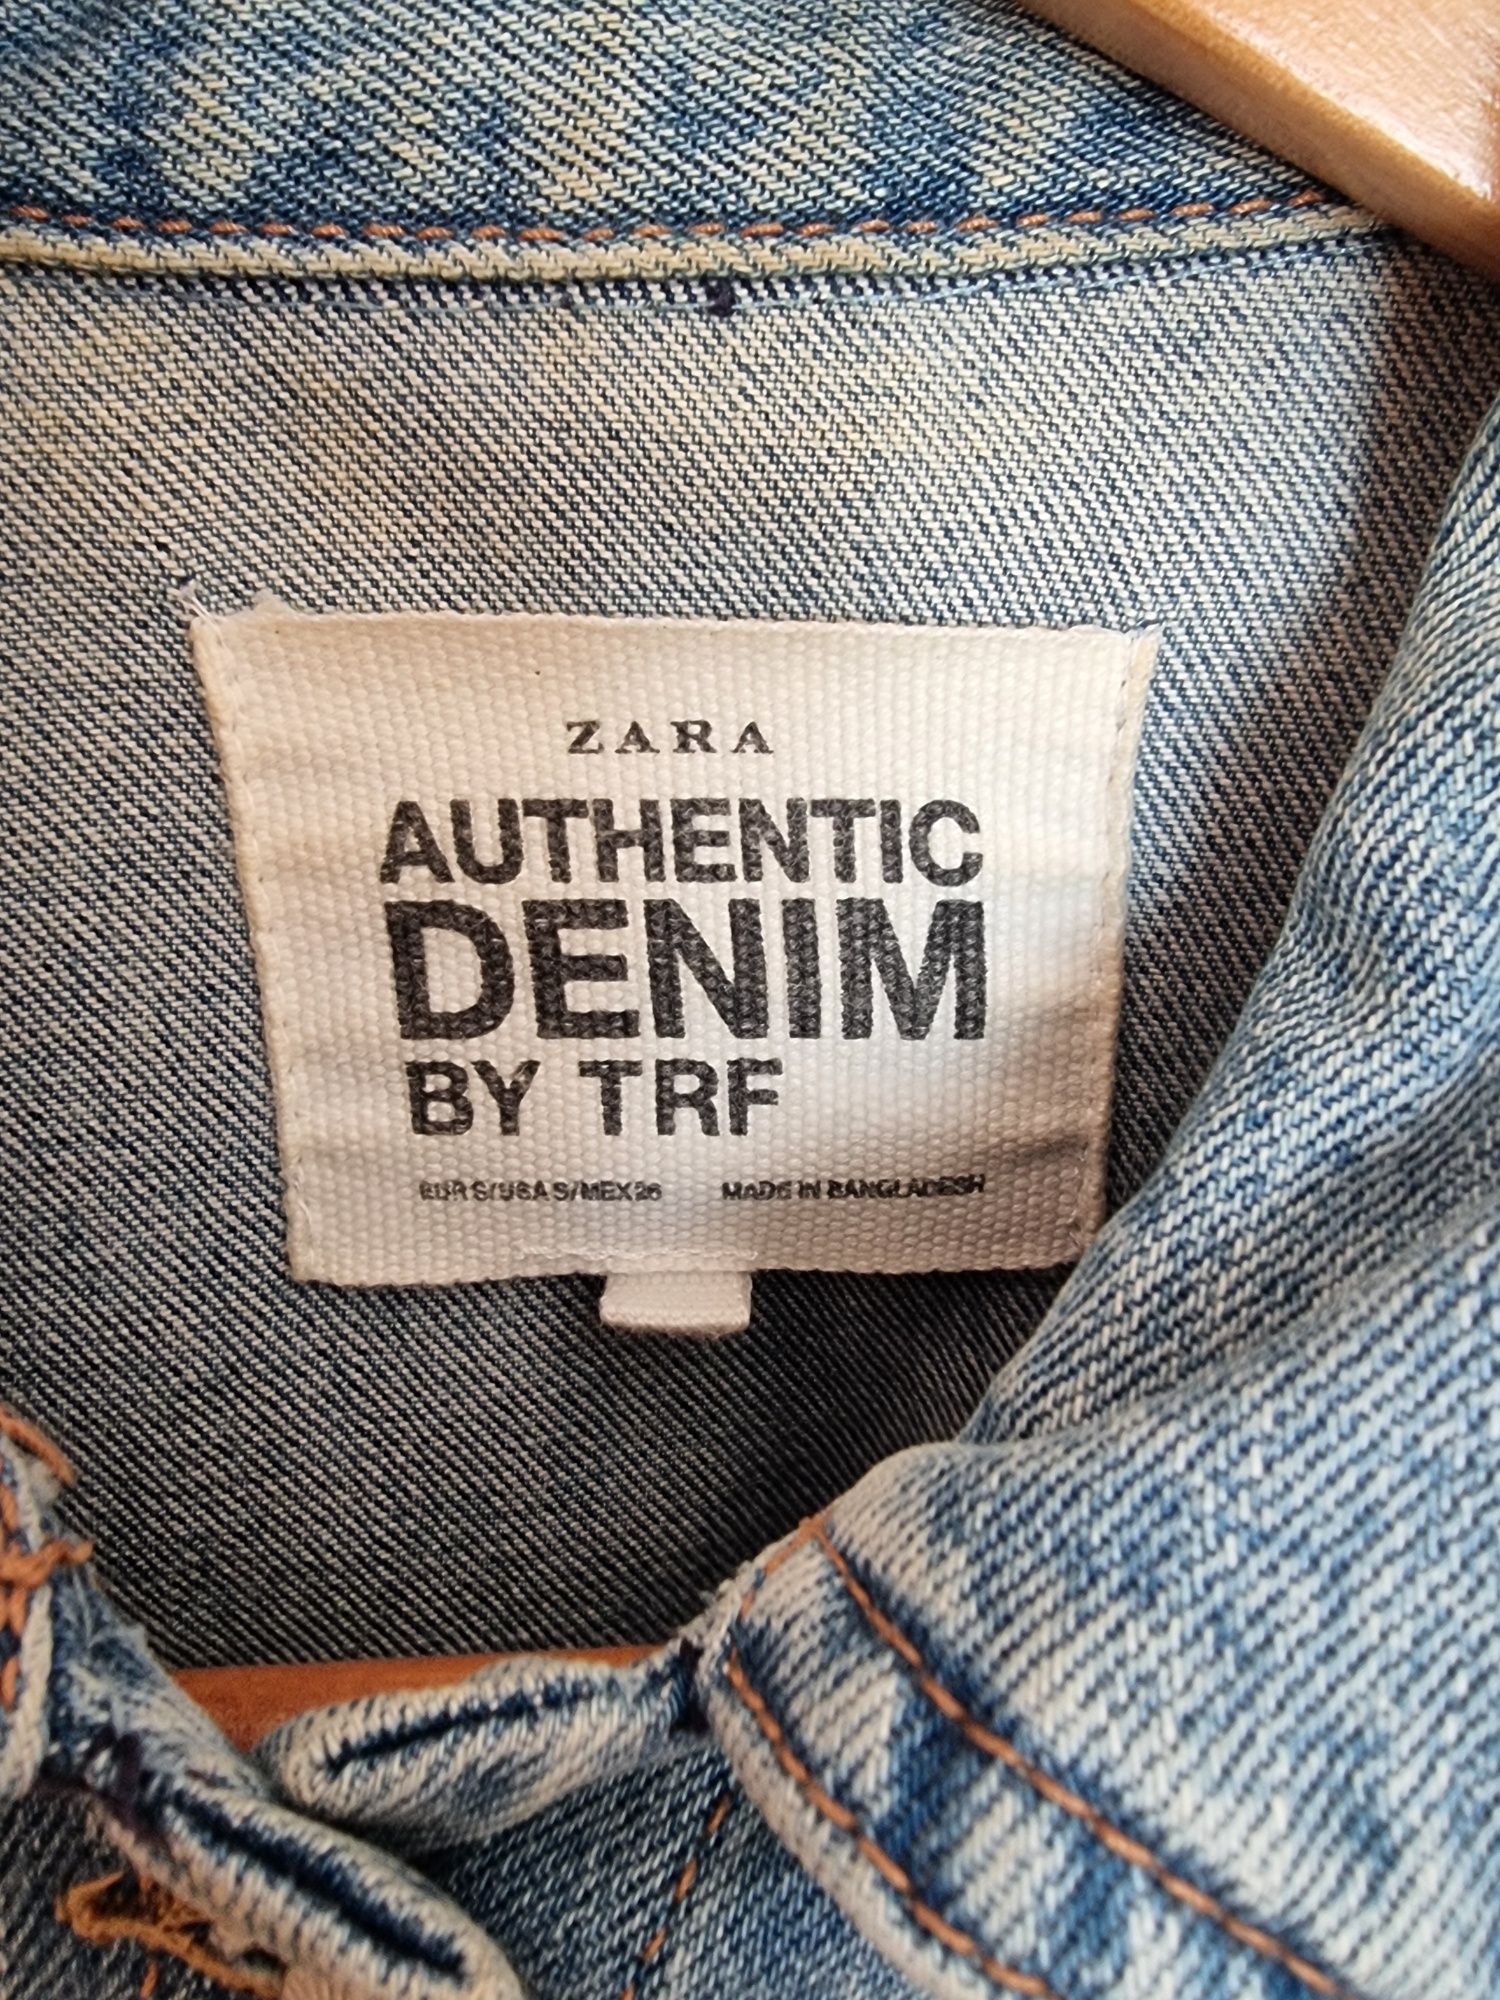 ZARA
AUTHENTIC
DENIM
BY TRF
EUR S/USA S/MEX 26 MADE IN BANGLADESH